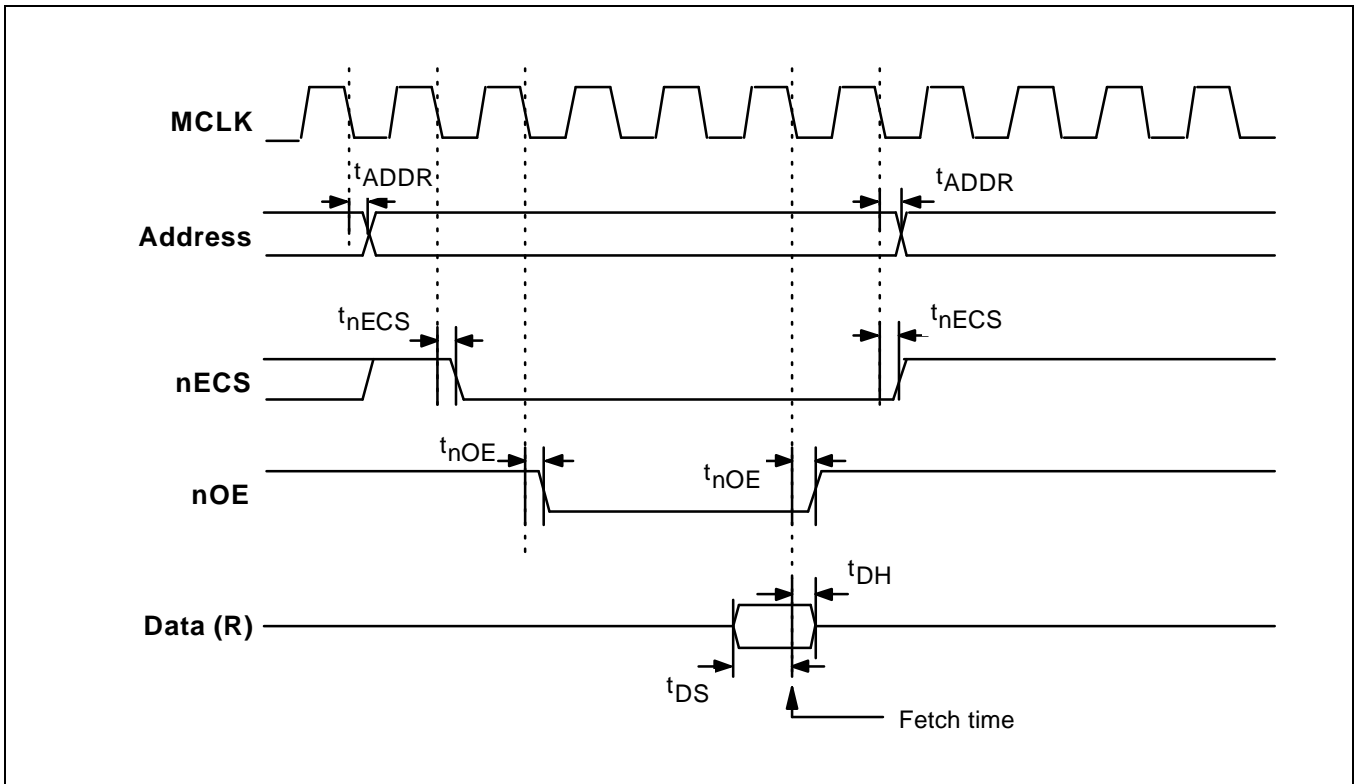 MCLK
tADDR
tADDR
Address
tnECS
tnECS
nECS
tnOE
tnOE
nOE
tDH
Data (R)
tDS
Fetch time